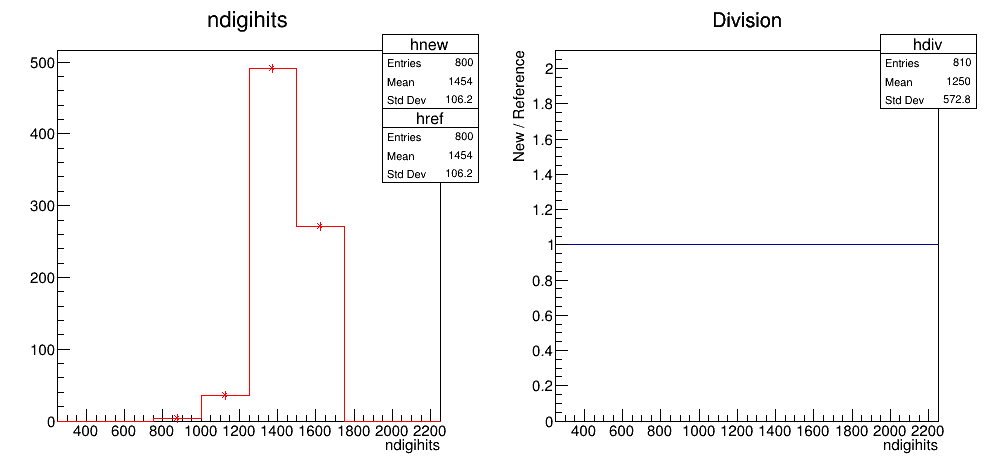 ndigihits
hnew
Entries 800
Mean 1454
Std Dev 106.2
href
Entries 800
Mean 1454
Std Dev 106.2
500
400
300
200
100
0
400 600 800 1000 1200 1400 1600 1800 2000 2200
ndigihits
Division
hdiv
Entries 810
Mean 1250
Std Dev 572.8
New / Reference
2
1.8
1.6
1.4
1.2
1
0.8
0.6
0.4
0.2
0
400 600 800 1000 1200 1400 1600 1800 2000 2200
ndigihits